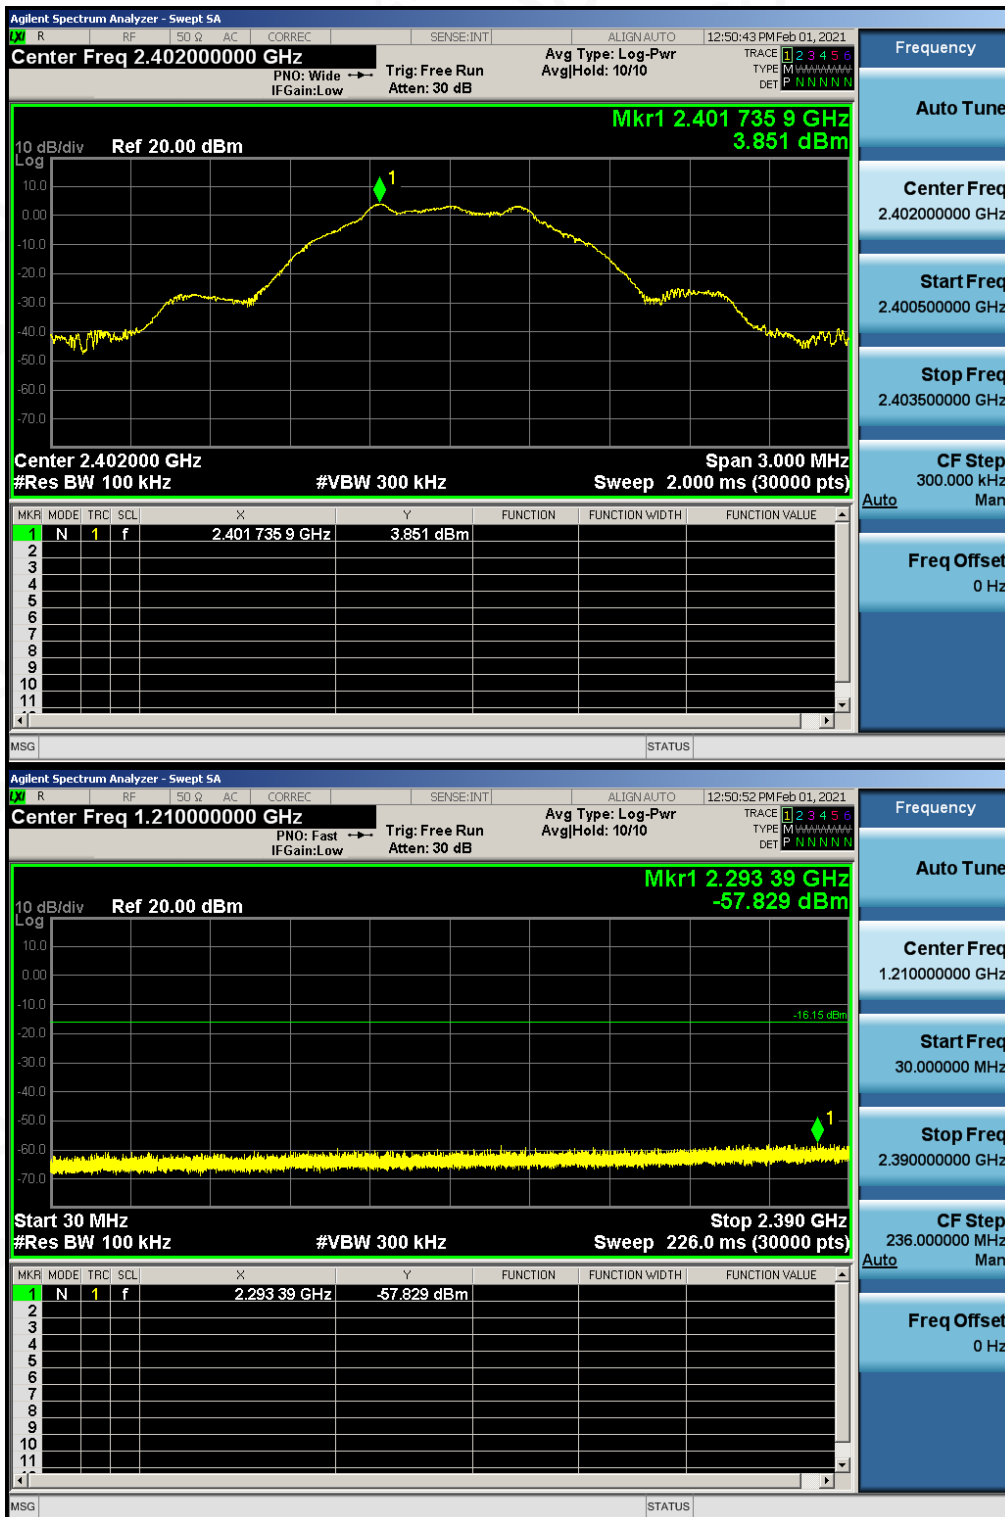 Agilent Spectrum Analyzer - Swept SA
LXI R RF 50 Ω AC CORREC SENSE:INT ALIGN AUTO 12:50:43 PM Feb 01, 2021
Center Freq 2.402000000 GHz
PNO: Wide
IFGain:Low
Trig: Free Run
Atten: 30 dB
Avg Type: Log-Pwr
Avg|Hold: 10/10
TRACE 1 2 3 4 5 6
TYPE M
DET P N N N N N
Mkr1 2.401 735 9 GHz
3.851 dBm
10 dB/div Ref 20.00 dBm
Log
10.0
0.00
-10.0
-20.0
-30.0
-40.0
-50.0
-60.0
-70.0
1
Center 2.402000 GHz Span 3.000 MHz
#Res BW 100 kHz #VBW 300 kHz Sweep 2.000 ms (30000 pts)
MKR MODE TRC SCL X Y FUNCTION FUNCTION WIDTH FUNCTION VALUE
1 N 1 f 2.401 735 9 GHz 3.851 dBm
2
3
4
5
6
7
8
9
10
11
MSG STATUS
Frequency
Auto Tune
Center Freq
2.402000000 GHz
Start Freq
2.400500000 GHz
Stop Freq
2.403500000 GHz
CF Step
300.000 kHz
Auto Man
Freq Offset
0 Hz
Agilent Spectrum Analyzer - Swept SA
LXI R RF 50 Ω AC CORREC SENSE:INT ALIGN AUTO 12:50:52 PM Feb 01, 2021
Center Freq 1.210000000 GHz
PNO: Fast
IFGain:Low
Trig: Free Run
Atten: 30 dB
Avg Type: Log-Pwr
Avg|Hold: 10/10
TRACE 1 2 3 4 5 6
TYPE M
DET P N N N N N
Mkr1 2.293 39 GHz
-57.829 dBm
10 dB/div Ref 20.00 dBm
Log
10.0
0.00
-10.0
-20.0
-30.0
-40.0
-50.0
-60.0
-70.0
-16.15 dBm
1
Start 30 MHz Stop 2.390 GHz
#Res BW 100 kHz #VBW 300 kHz Sweep 226.0 ms (30000 pts)
MKR MODE TRC SCL X Y FUNCTION FUNCTION WIDTH FUNCTION VALUE
1 N 1 f 2.293 39 GHz -57.829 dBm
2
3
4
5
6
7
8
9
10
11
MSG STATUS
Frequency
Auto Tune
Center Freq
1.210000000 GHz
Start Freq
30.000000 MHz
Stop Freq
2.390000000 GHz
CF Step
236.000000 MHz
Auto Man
Freq Offset
0 Hz